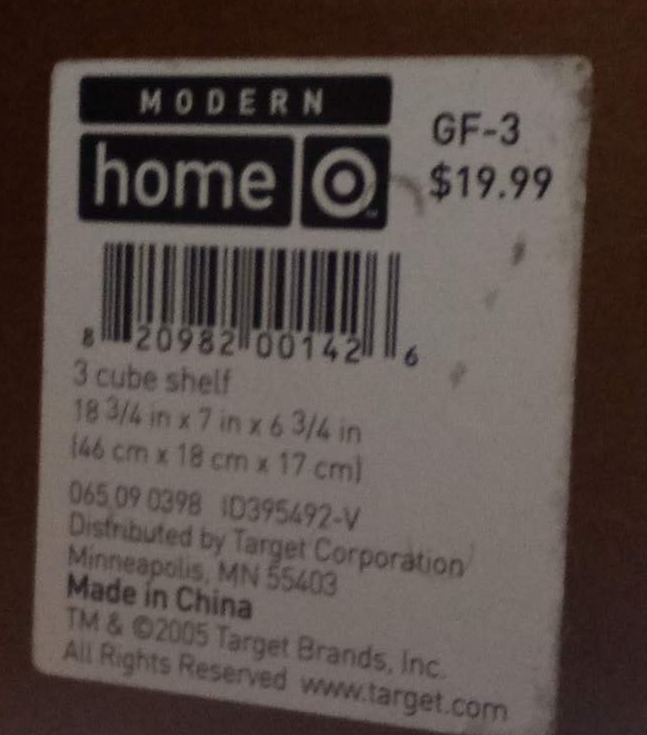 MODERN
home
GF-3
$19.99
8 20982 00142 6
3 cube shelf
18 3/4 in x 7 in x 6 3/4 in
(46 cm x 18 cm x 17 cm)
065 09 0398 ID395492-V
Distributed by Target Corporation
Minneapolis, MN 55403
Made in China
TM & ©2005 Target Brands, Inc.
All Rights Reserved www.target.com